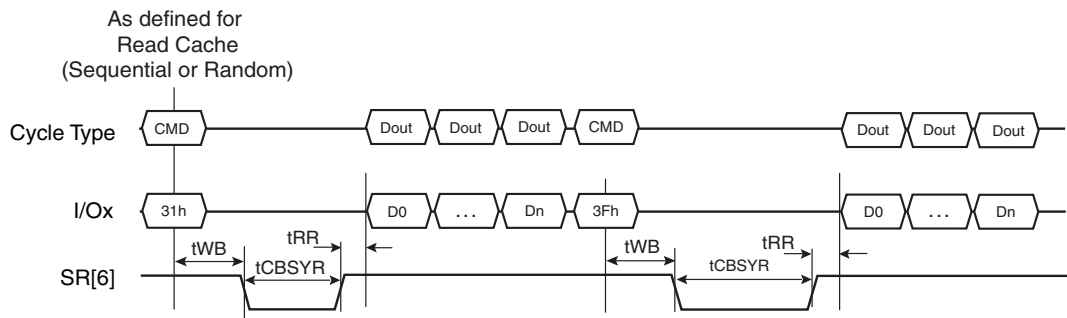 As defined for
Read Cache
(Sequential or Random)
Cycle Type CMD Dout Dout Dout CMD Dout Dout Dout
I/Ox 31h D0 ... Dn 3Fh D0 ... Dn
tWB tRR tWB tRR
tCBSYR tCBSYR
SR[6]